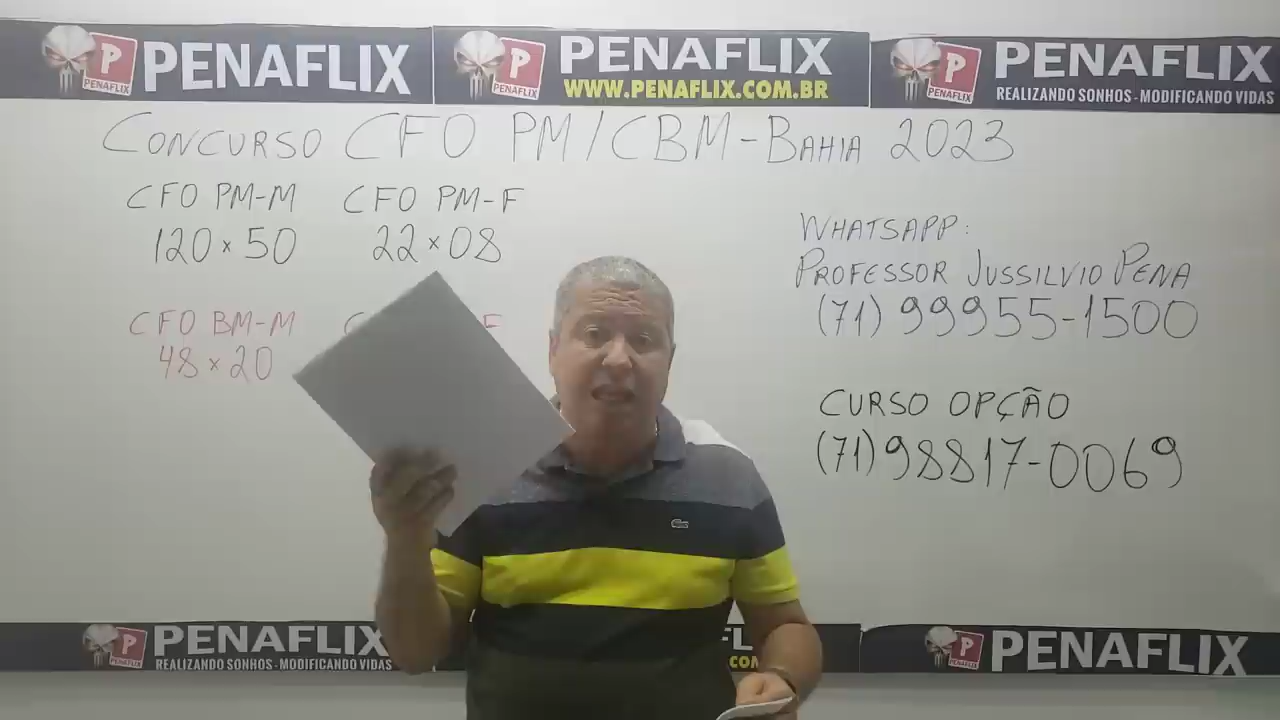 PENAFLIX
P
PENAFLIX
PENAFLIX
WWW.PENAFLIX.COM.BR
P
PENAFLIX
PENAFLIX
REALIZANDO SONHOS - MODIFICANDO VIDAS
P
PENAFLIX
CONCURSO CFO PM/CBM-BAHIA 2023
CFO PM-M
120 × 50
CFO PM-F
22 × 08
CFO BM-M
48 × 20
C
F
WHATSAPP:
PROFESSOR JUSSILVIO PENA
(71) 99955-1500
CURSO OPÇÃO
(71) 98817-0069
P
PENAFLIX
PENAFLIX
REALIZANDO SONHOS - MODIFICANDO VIDAS
FL
.COM
P
PENAFLIX
PENAFLIX